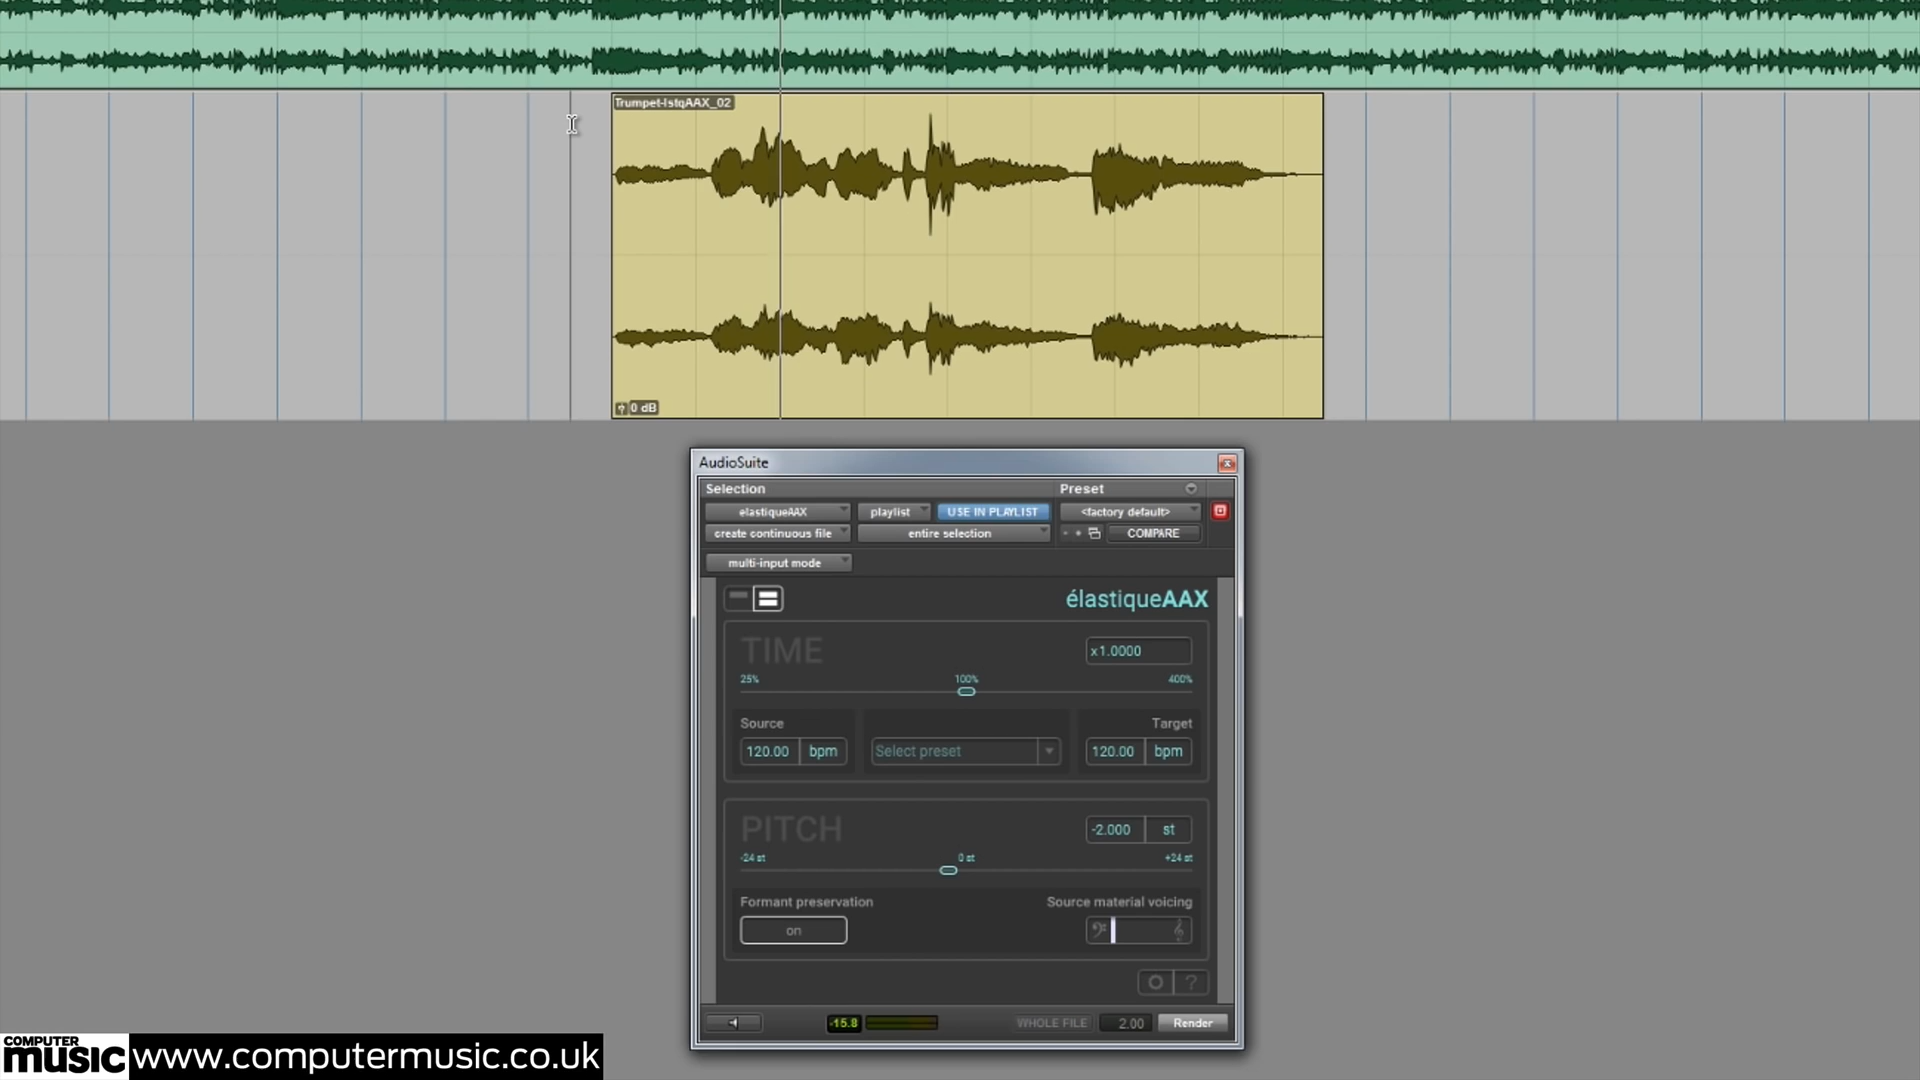 Trumpet-lstqAAX_02
0 dB
AudioSuite
Selection
Preset
elastiqueAAX
playlist
USE IN PLAYLIST
<factory default>
create continuous file
entire selection
COMPARE
multi-input mode
élastiqueAAX
TIME
x1.0000
25%
100%
400%
Source
Target
120.00 bpm
Select preset
120.00 bpm
PITCH
-2.000 st
-24 st
0 st
+24 st
Formant preservation
Source material voicing
on
?
-15.8
WHOLE FILE
2.00
Render
COMPUTER
music
www.computermusic.co.uk